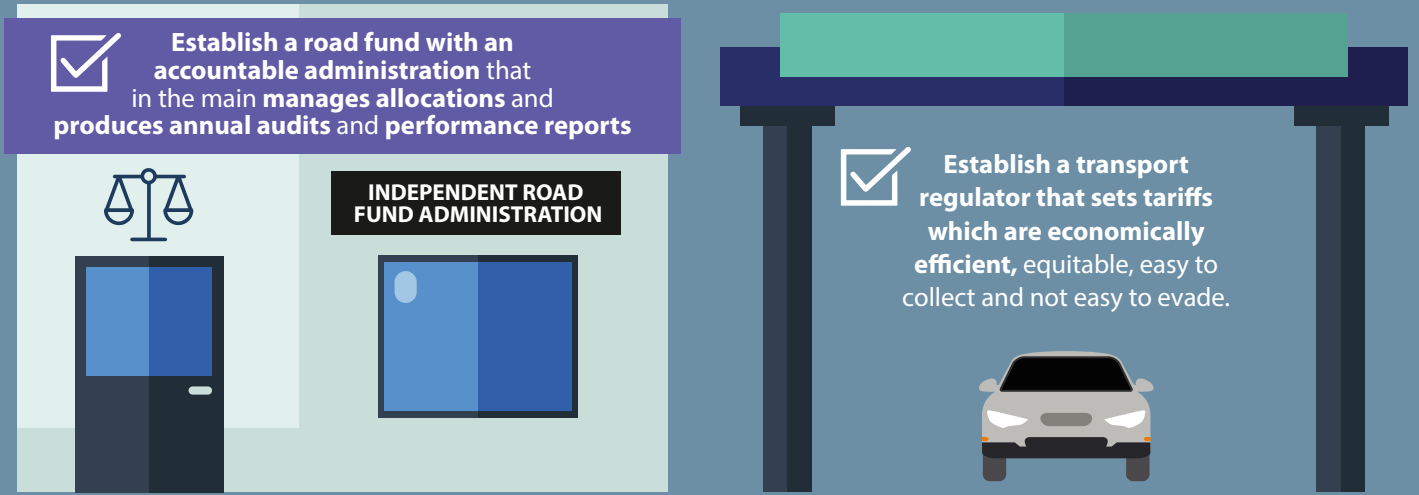 Establish a road fund with an
accountable administration that
in the main manages allocations and
produces annual audits and performance reports
INDEPENDENT ROAD
FUND ADMINISTRATION
Establish a transport
regulator that sets tariffs
which are economically
efficient, equitable, easy to
collect and not easy to evade.